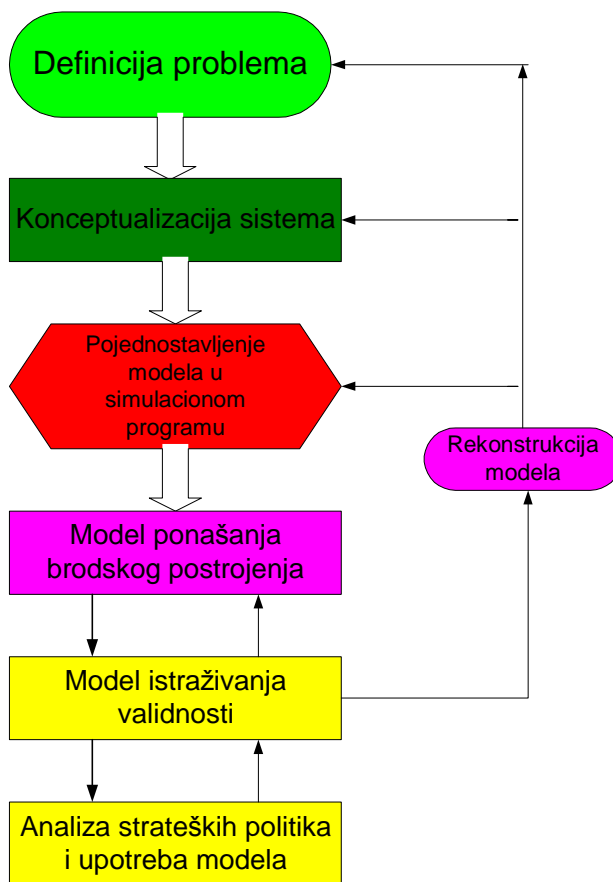 Definicija problema
Konceptualizacija sistema
Pojednostavljenje
modela u
simulacionom
programu
Rekonstrukcija
modela
Model ponašanja
brodskog postrojenja
Model istraživanja
validnosti
Analiza strateških politika
i upotreba modela